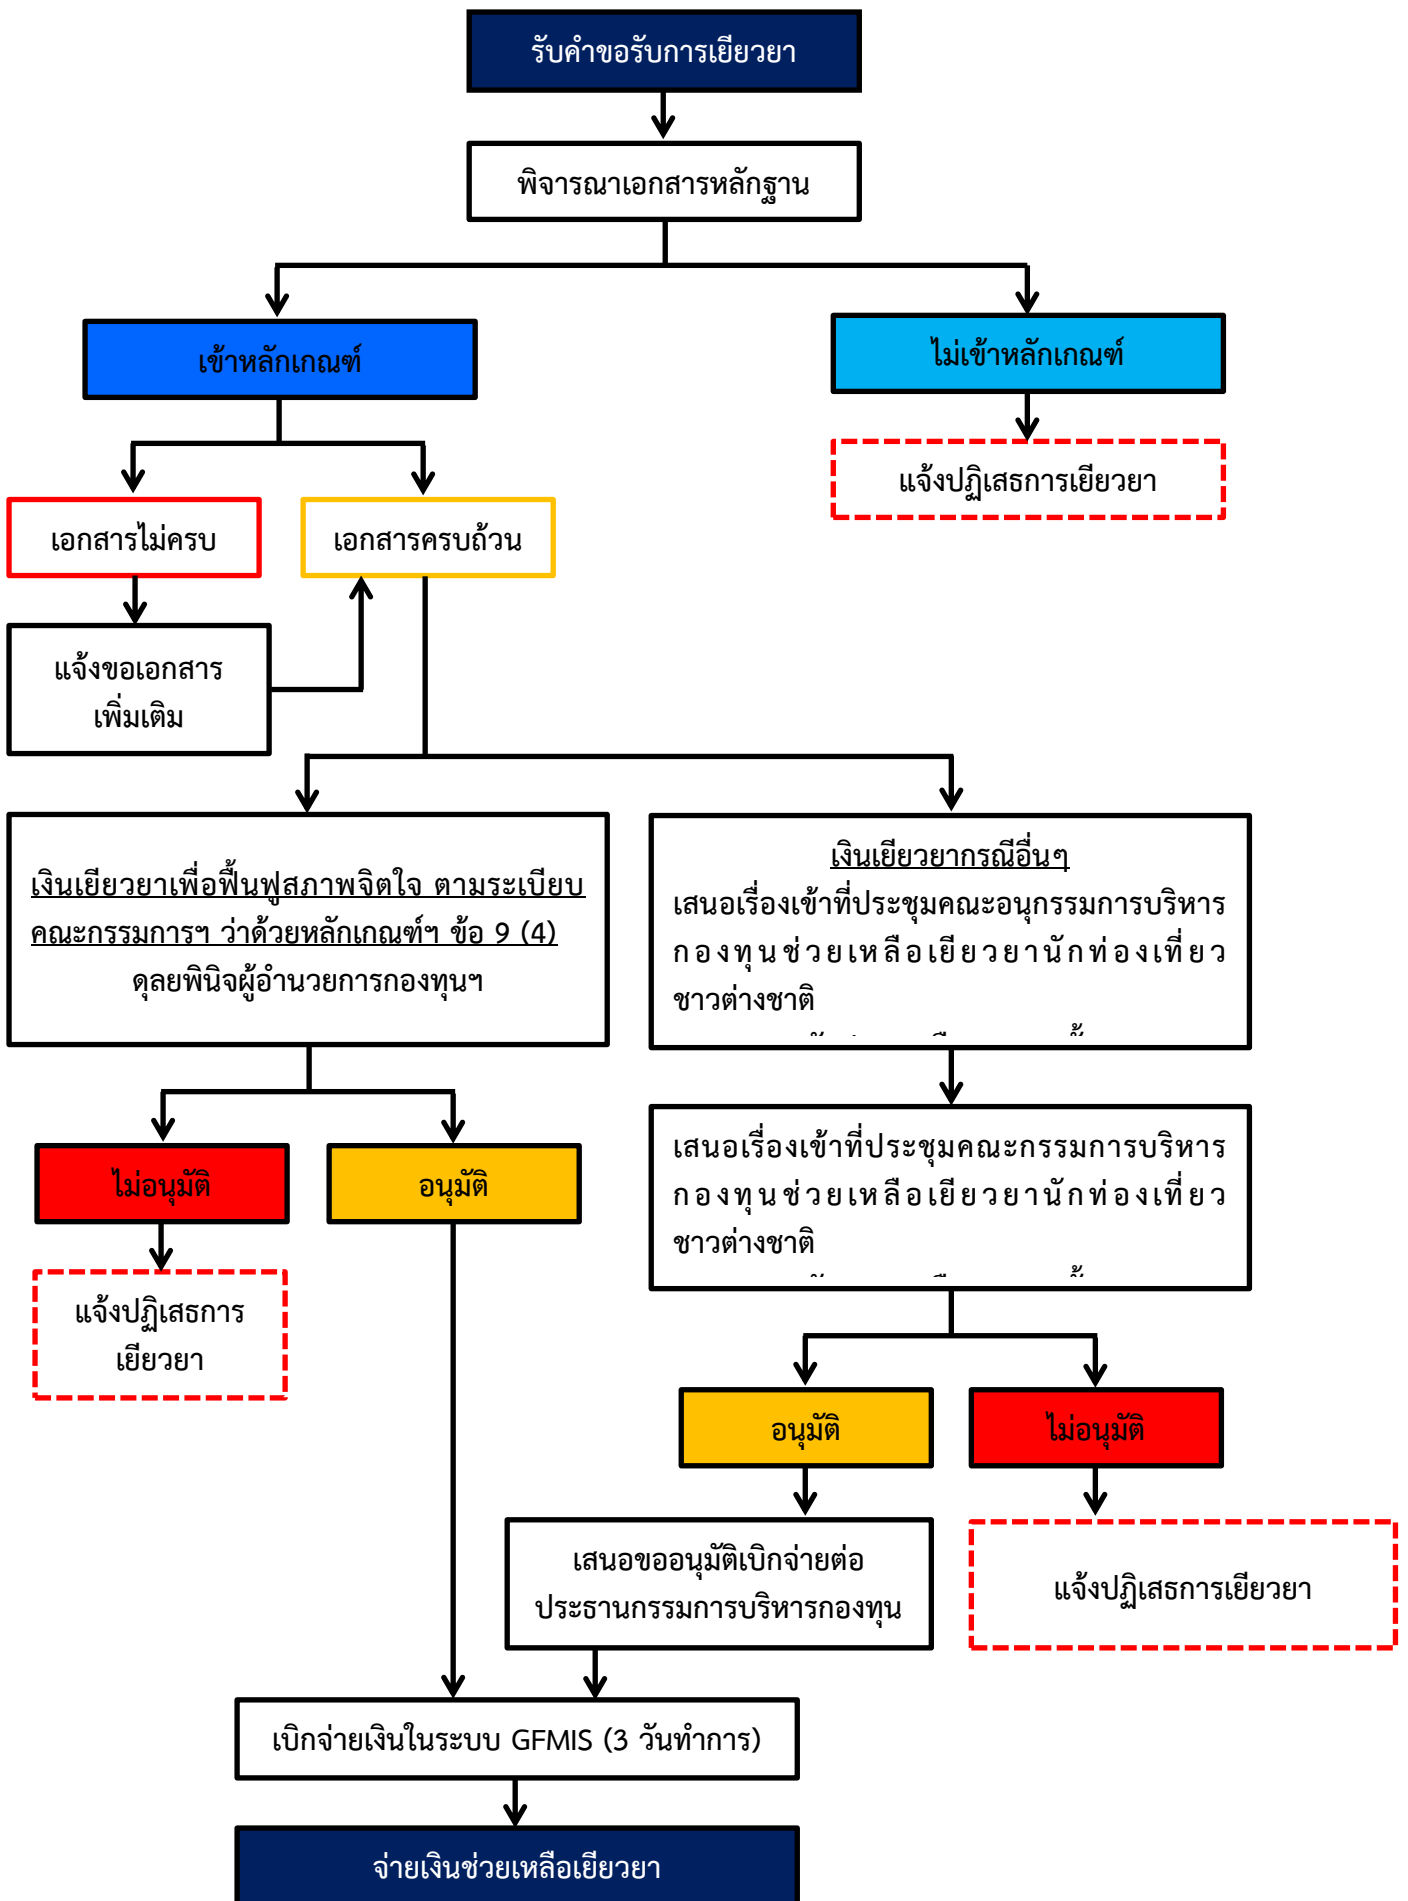 รับคำขอรับการเยียวยา
พิจารณาเอกสารหลักฐาน
เข้าหลักเกณฑ์
ไม่เข้าหลักเกณฑ์
แจ้งปฏิเสธการเยียวยา
เอกสารไม่ครบ
เอกสารครบถ้วน
แจ้งขอเอกสาร
เพิ่มเติม
เงินเยียวยาเพื่อฟื้นฟูสภาพจิตใจ ตามระเบียบ
คณะกรรมการฯ ว่าด้วยหลักเกณฑ์ฯ ข้อ 9 (4)
ดุลยพินิจผู้อำนวยการกองทุนฯ
เงินเยียวยากรณีอื่นๆ
เสนอเรื่องเข้าที่ประชุมคณะอนุกรรมการบริหาร
กองทุนช่วยเหลือเยียวยานักท่องเที่ยว
ชาวต่างชาติ
เสนอเรื่องเข้าที่ประชุมคณะกรรมการบริหาร
กองทุนช่วยเหลือเยียวยานักท่องเที่ยว
ชาวต่างชาติ
ไม่อนุมัติ
อนุมัติ
แจ้งปฏิเสธการ
เยียวยา
อนุมัติ
ไม่อนุมัติ
เสนอขออนุมัติเบิกจ่ายต่อ
ประธานกรรมการบริหารกองทุน
แจ้งปฏิเสธการเยียวยา
เบิกจ่ายเงินในระบบ GFMIS (3 วันทำการ)
จ่ายเงินช่วยเหลือเยียวยา